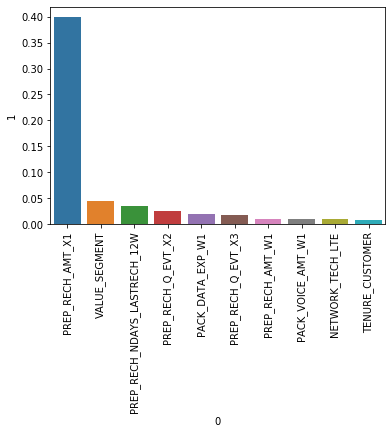 0.40
0.35
0.30
0.25
0.20
0.15
0.10
0.05
0.00
1
PREP_RECH_AMT_X1
VALUE_SEGMENT
PREP_RECH_NDAYS_LASTRECH_12W
PREP_RECH_Q_EVT_X2
PACK_DATA_EXP_W1
PREP_RECH_Q_EVT_X3
PREP_RECH_AMT_W1
PACK_VOICE_AMT_W1
NETWORK_TECH_LTE
TENURE_CUSTOMER
0